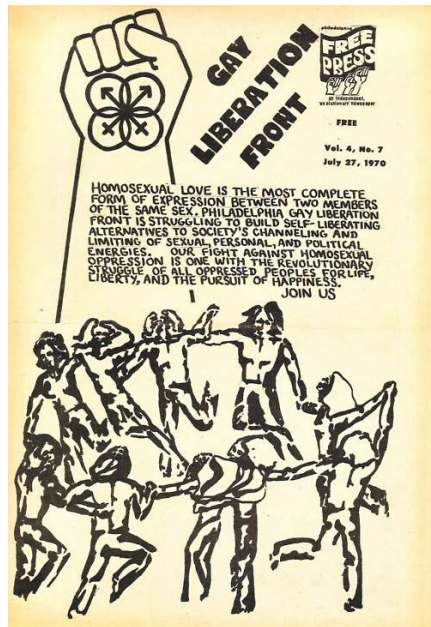 GAY
LIBERATION
FRONT
philadelphia
FREE
PRESS
an independent,
revolutionary newspaper
FREE
Vol. 4, No. 7
July 27, 1970
HOMOSEXUAL LOVE IS THE MOST COMPLETE
FORM OF EXPRESSION BETWEEN TWO MEMBERS
OF THE SAME SEX. PHILADELPHIA GAY LIBERATION
FRONT IS STRUGGLING TO BUILD SELF-LIBERATING
ALTERNATIVES TO SOCIETY'S CHANNELING AND
LIMITING OF SEXUAL, PERSONAL, AND POLITICAL
ENERGIES. OUR FIGHT AGAINST HOMOSEXUAL
OPPRESSION IS ONE WITH THE REVOLUTIONARY
STRUGGLE OF ALL OPPRESSED PEOPLES FOR LIFE,
LIBERTY, AND THE PURSUIT OF HAPPINESS.
JOIN US